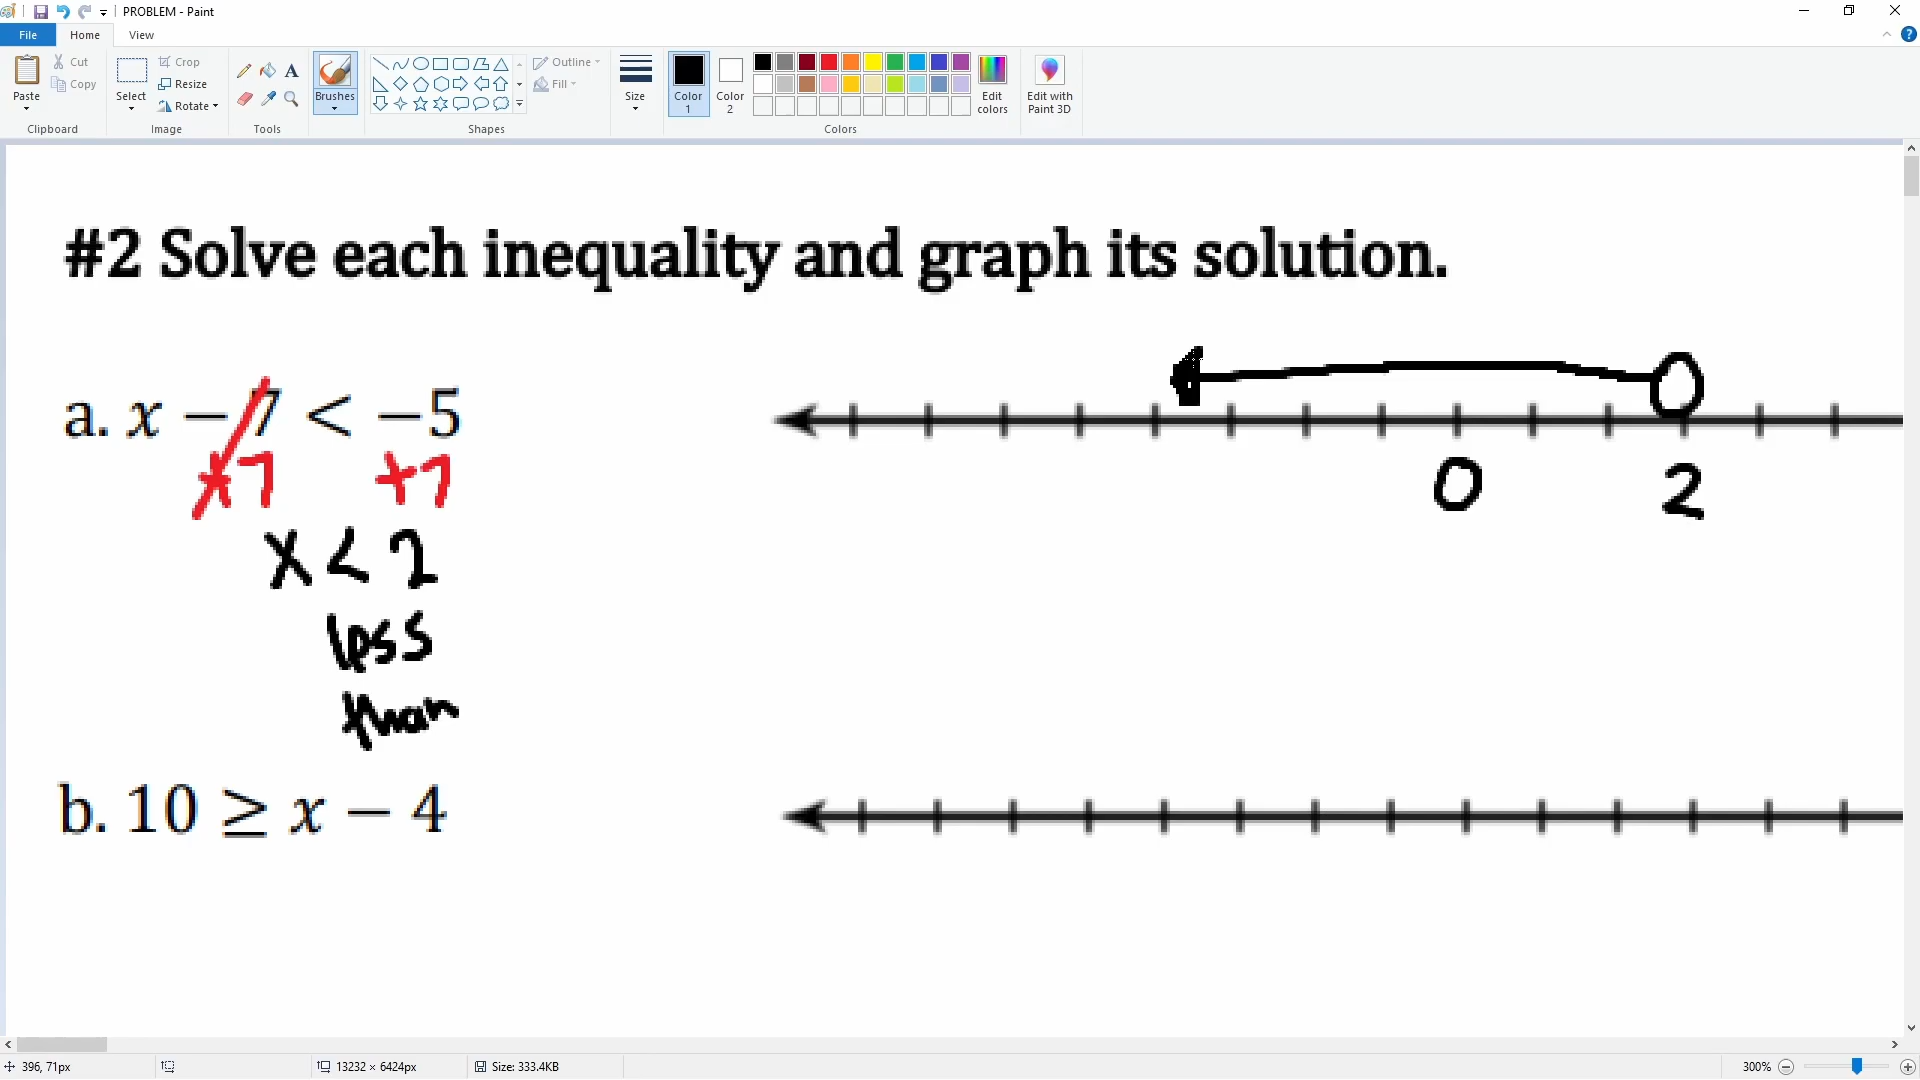 PROBLEM - Paint
File Home View
Paste
Cut
Copy
Clipboard
Select
Crop
Resize
Rotate
Image
Tools
Brushes
Shapes
Outline
Fill
Size
Color 1
Color 2
Colors
Edit colors
Edit with Paint 3D
#2 Solve each inequality and graph its solution.
a. x − 7 < −5
+7 +7
x < 2
less
than
0 2
b. 10 ≥ x − 4
396, 71px
13232 × 6424px
Size: 333.4KB
300%